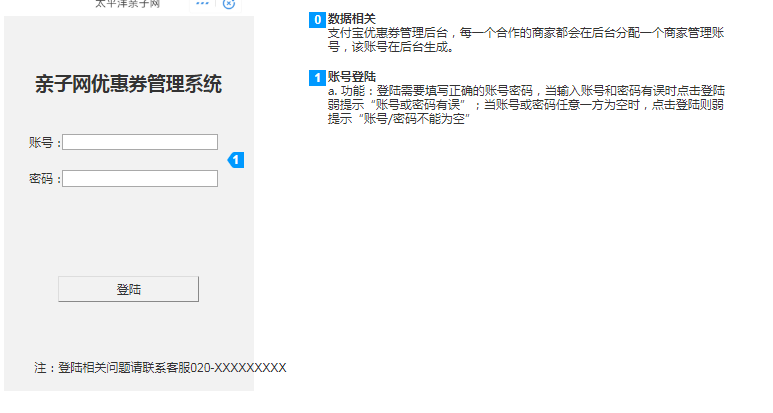 太平洋亲子网
亲子网优惠券管理系统
账号：
1
密码：
登陆
注：登陆相关问题请联系客服020-XXXXXXXXX
0 数据相关
支付宝优惠券管理后台，每一个合作的商家都会在后台分配一个商家管理账
号，该账号在后台生成。
1 账号登陆
a. 功能：登陆需要填写正确的账号密码，当输入账号和密码有误时点击登陆
弱提示“账号或密码有误”；当账号或密码任意一方为空时，点击登陆则弱
提示“账号/密码不能为空”